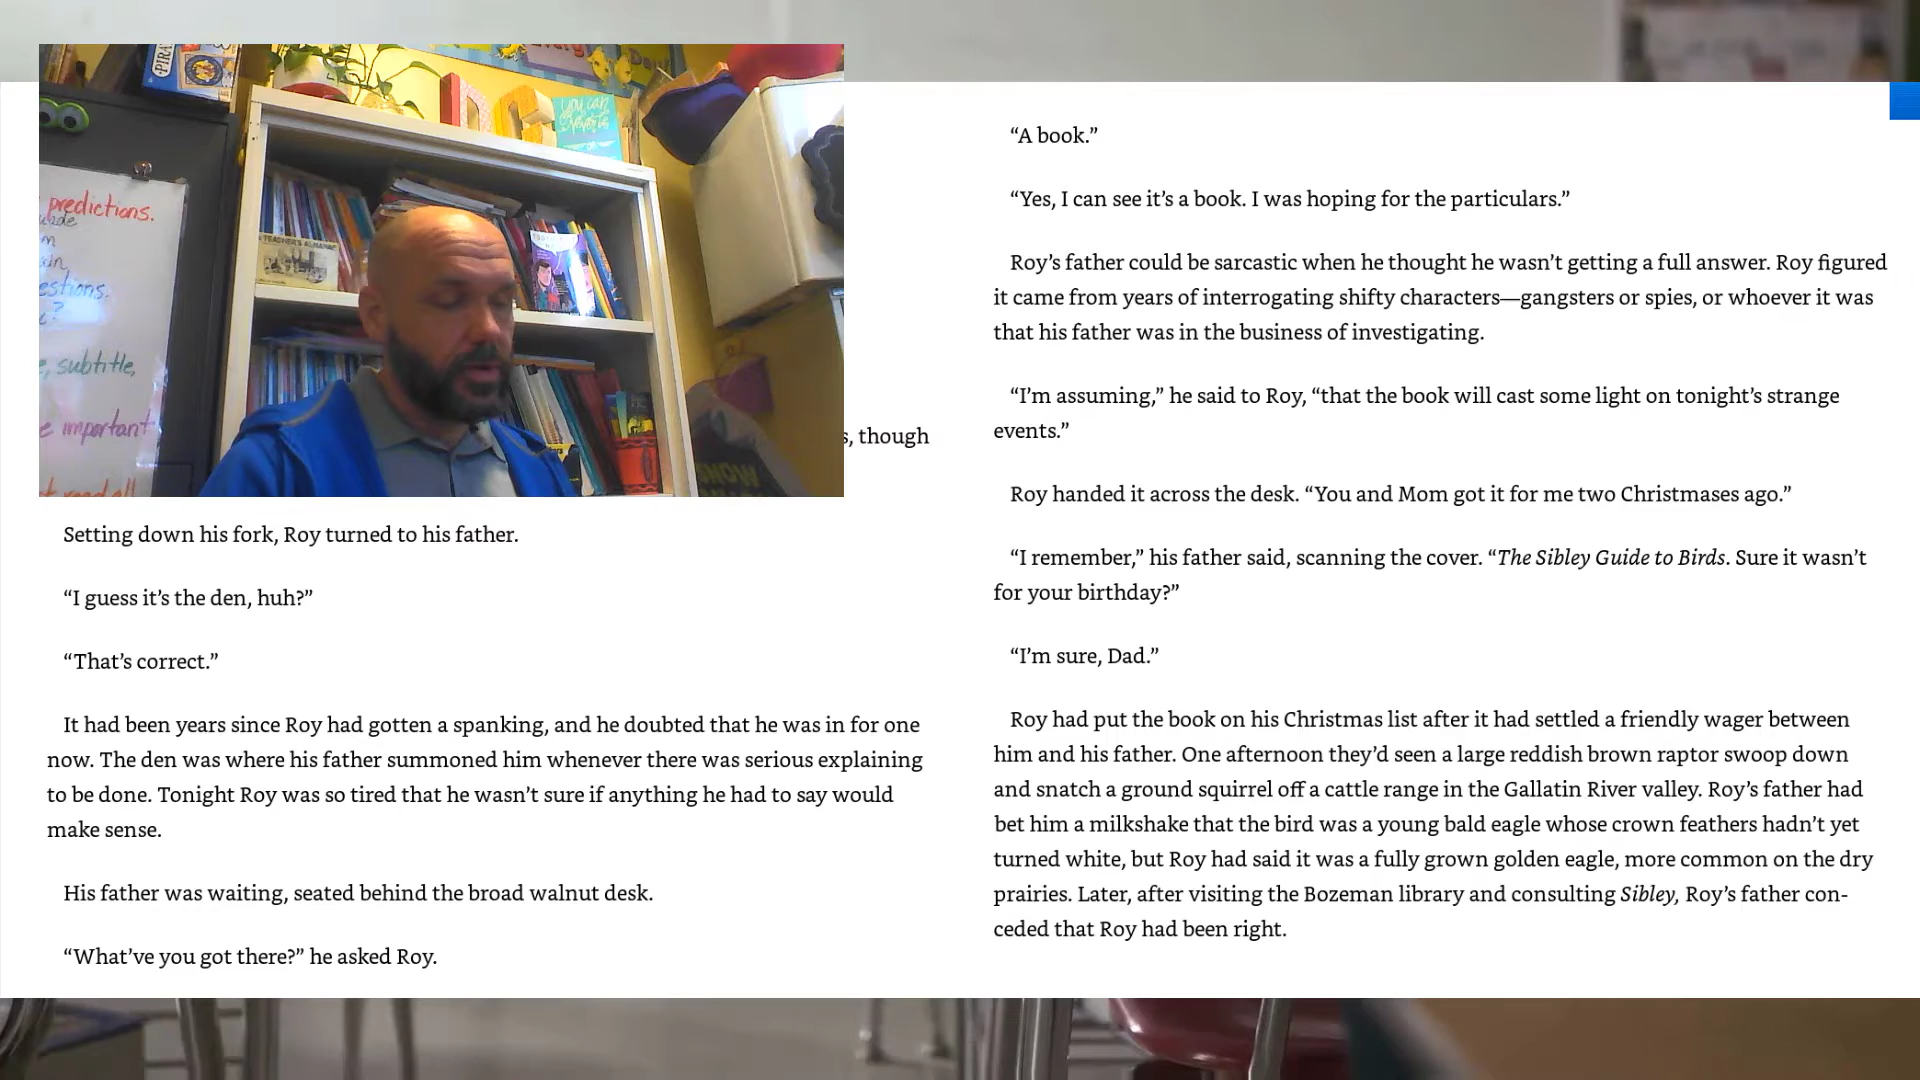 PIRA
predictions.
m
estions.
?
, subtitle,
e important
t read all
TEACHER'S ALMANAC
D
G
you can
SNOW
s, though
Setting down his fork, Roy turned to his father.
“I guess it’s the den, huh?”
“That’s correct.”
It had been years since Roy had gotten a spanking, and he doubted that he was in for one
now. The den was where his father summoned him whenever there was serious explaining
to be done. Tonight Roy was so tired that he wasn’t sure if anything he had to say would
make sense.
His father was waiting, seated behind the broad walnut desk.
“What’ve you got there?” he asked Roy.
“A book.”
“Yes, I can see it’s a book. I was hoping for the particulars.”
Roy’s father could be sarcastic when he thought he wasn’t getting a full answer. Roy figured
it came from years of interrogating shifty characters—gangsters or spies, or whoever it was
that his father was in the business of investigating.
“I’m assuming,” he said to Roy, “that the book will cast some light on tonight’s strange
events.”
Roy handed it across the desk. “You and Mom got it for me two Christmases ago.”
“I remember,” his father said, scanning the cover. “The Sibley Guide to Birds. Sure it wasn’t
for your birthday?”
“I’m sure, Dad.”
Roy had put the book on his Christmas list after it had settled a friendly wager between
him and his father. One afternoon they’d seen a large reddish brown raptor swoop down
and snatch a ground squirrel off a cattle range in the Gallatin River valley. Roy’s father had
bet him a milkshake that the bird was a young bald eagle whose crown feathers hadn’t yet
turned white, but Roy had said it was a fully grown golden eagle, more common on the dry
prairies. Later, after visiting the Bozeman library and consulting Sibley, Roy’s father con-
ceded that Roy had been right.